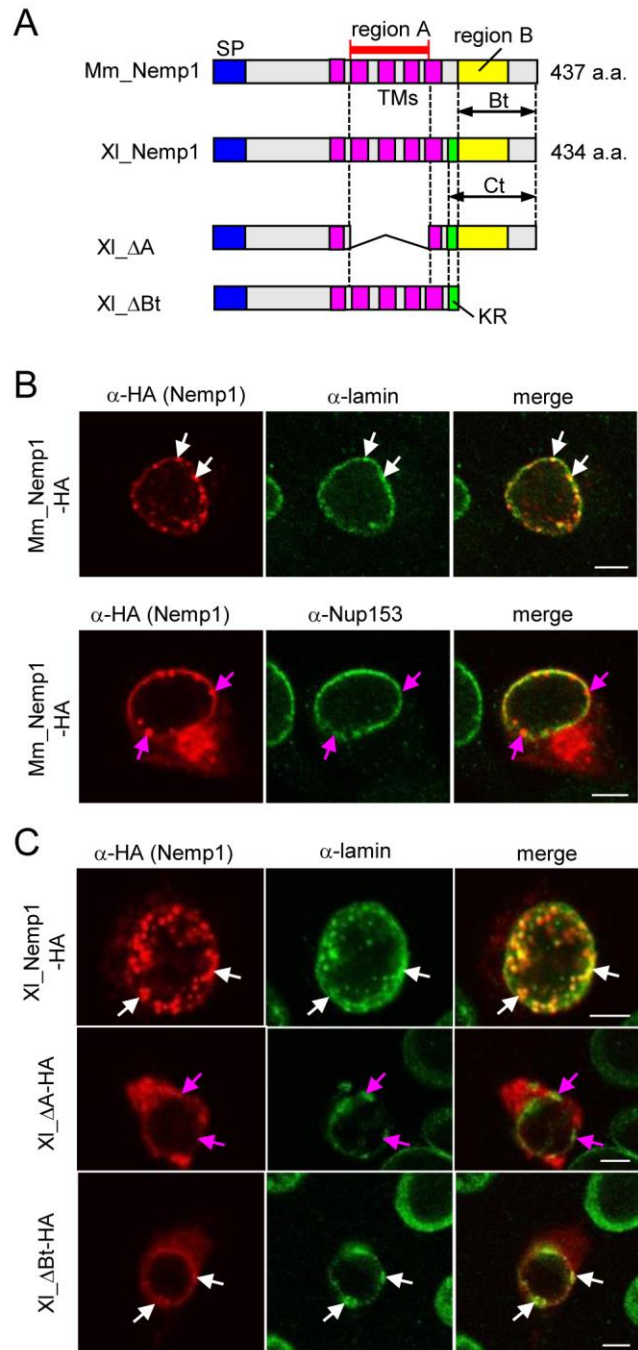 A
region A
SP
region B
Mm_Nemp1
437 a.a.
TMs
Bt
Xl_Nemp1
434 a.a.
Ct
Xl_ΔA
Xl_ΔBt
KR
B
α-HA (Nemp1) α-lamin merge
Mm_Nemp1
-HA
α-HA (Nemp1) α-Nup153 merge
Mm_Nemp1
-HA
C
α-HA (Nemp1) α-lamin merge
Xl_Nemp1
-HA
Xl_ΔA-HA
Xl_ΔBt-HA